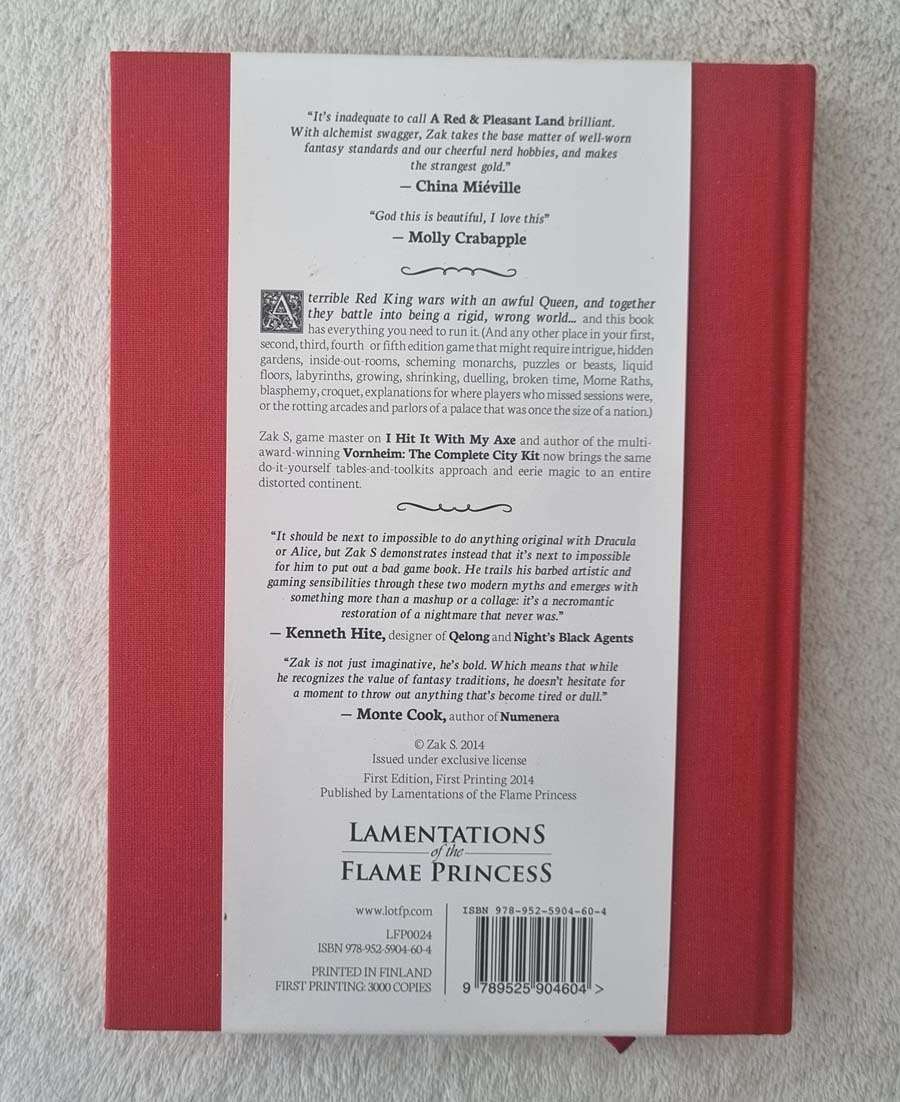 “It’s inadequate to call A Red & Pleasant Land brilliant.
With alchemist swagger, Zak takes the base matter of well-worn
fantasy standards and our cheerful nerd hobbies, and makes
the strangest gold.”
— China Miéville
“God this is beautiful, I love this”
— Molly Crabapple
A terrible Red King wars with an awful Queen, and together
they battle into being a rigid, wrong world... and this book
has everything you need to run it. (And any other place in your first,
second, third, fourth or fifth edition game that might require intrigue, hidden
gardens, inside-out-rooms, scheming monarchs, puzzles or beasts, liquid
floors, labyrinths, growing, shrinking, duelling, broken time, Mome Raths,
blasphemy, croquet, explanations for where players who missed sessions were,
or the rotting arcades and parlors of a palace that was once the size of a nation.)
Zak S, game master on I Hit It With My Axe and author of the multi-
award-winning Vornheim: The Complete City Kit now brings the same
do-it-yourself tables-and-toolkits approach and eerie magic to an entire
distorted continent.
“It should be next to impossible to do anything original with Dracula
or Alice, but Zak S demonstrates instead that it’s next to impossible
for him to put out a bad game book. He trails his barbed artistic and
gaming sensibilities through these two modern myths and emerges with
something more than a mashup or a collage: it’s a necromantic
restoration of a nightmare that never was.”
— Kenneth Hite, designer of Qelong and Night’s Black Agents
“Zak is not just imaginative, he’s bold. Which means that while
he recognizes the value of fantasy traditions, he doesn’t hesitate for
a moment to throw out anything that’s become tired or dull.”
— Monte Cook, author of Numenera
© Zak S. 2014
Issued under exclusive license
First Edition, First Printing 2014
Published by Lamentations of the Flame Princess
LAMENTATIONS
of the
FLAME PRINCESS
www.lotfp.com
LFP0024
ISBN 978-952-5904-60-4
PRINTED IN FINLAND
FIRST PRINTING: 3000 COPIES
ISBN 978-952-5904-60-4
9 789525 904604 >